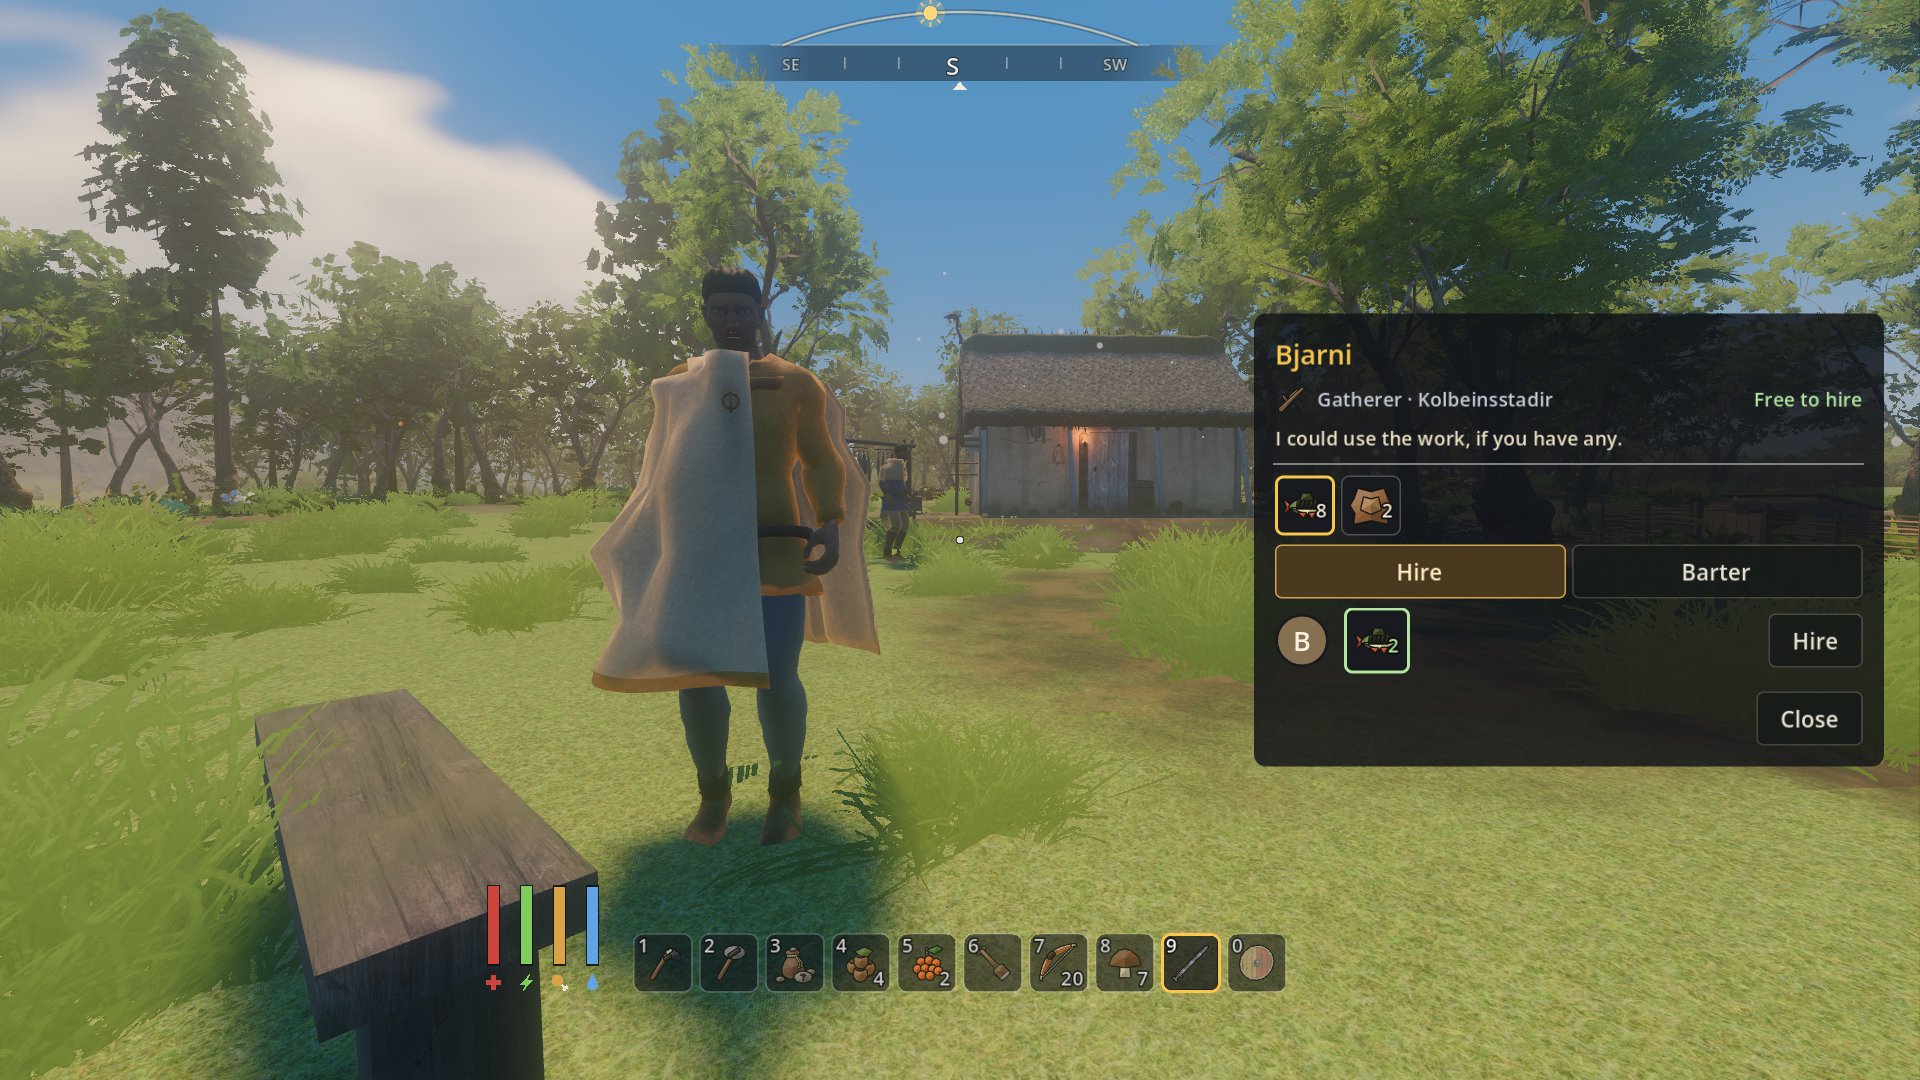 SE S SW
Bjarni
Gatherer · Kolbeinsstadir Free to hire
I could use the work, if you have any.
8 2
Hire Barter
B 2 Hire
Close
1 2 3 4 5 6 7 8 9 0
4 2 20 7